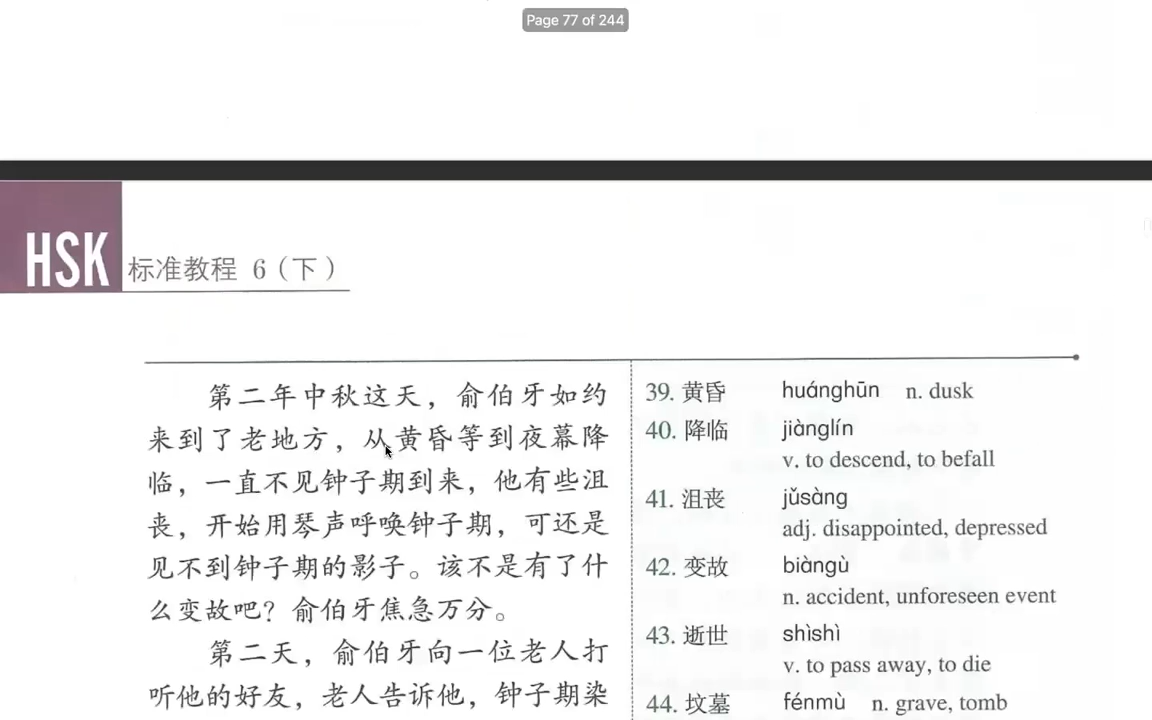 Page 77 of 244
HSK
标准教程 6（下）
第二年中秋这天，俞伯牙如约
来到了老地方，从黄昏等到夜幕降
临，一直不见钟子期到来，他有些沮
丧，开始用琴声呼唤钟子期，可还是
见不到钟子期的影子。该不是有了什
么变故吧？俞伯牙焦急万分。
第二天，俞伯牙向一位老人打
听他的好友，老人告诉他，钟子期染
39. 黄昏 huánghūn n. dusk
40. 降临 jiànglín
v. to descend, to befall
41. 沮丧 jǔsàng
adj. disappointed, depressed
42. 变故 biàngù
n. accident, unforeseen event
43. 逝世 shìshì
v. to pass away, to die
44. 坟墓 fénmù n. grave, tomb